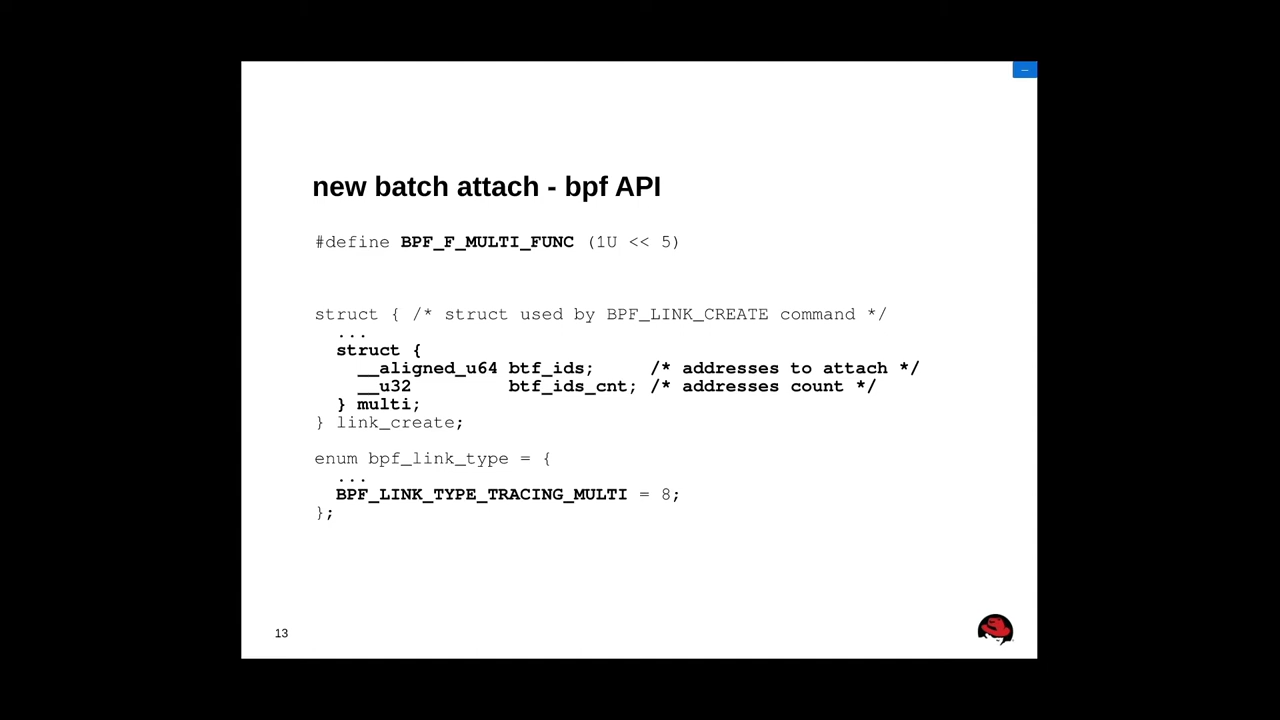 new batch attach - bpf API
#define BPF_F_MULTI_FUNC (1U << 5)
struct { /* struct used by BPF_LINK_CREATE command */
...
struct {
__aligned_u64 btf_ids; /* addresses to attach */
__u32 btf_ids_cnt; /* addresses count */
} multi;
} link_create;
enum bpf_link_type = {
...
BPF_LINK_TYPE_TRACING_MULTI = 8;
};
13